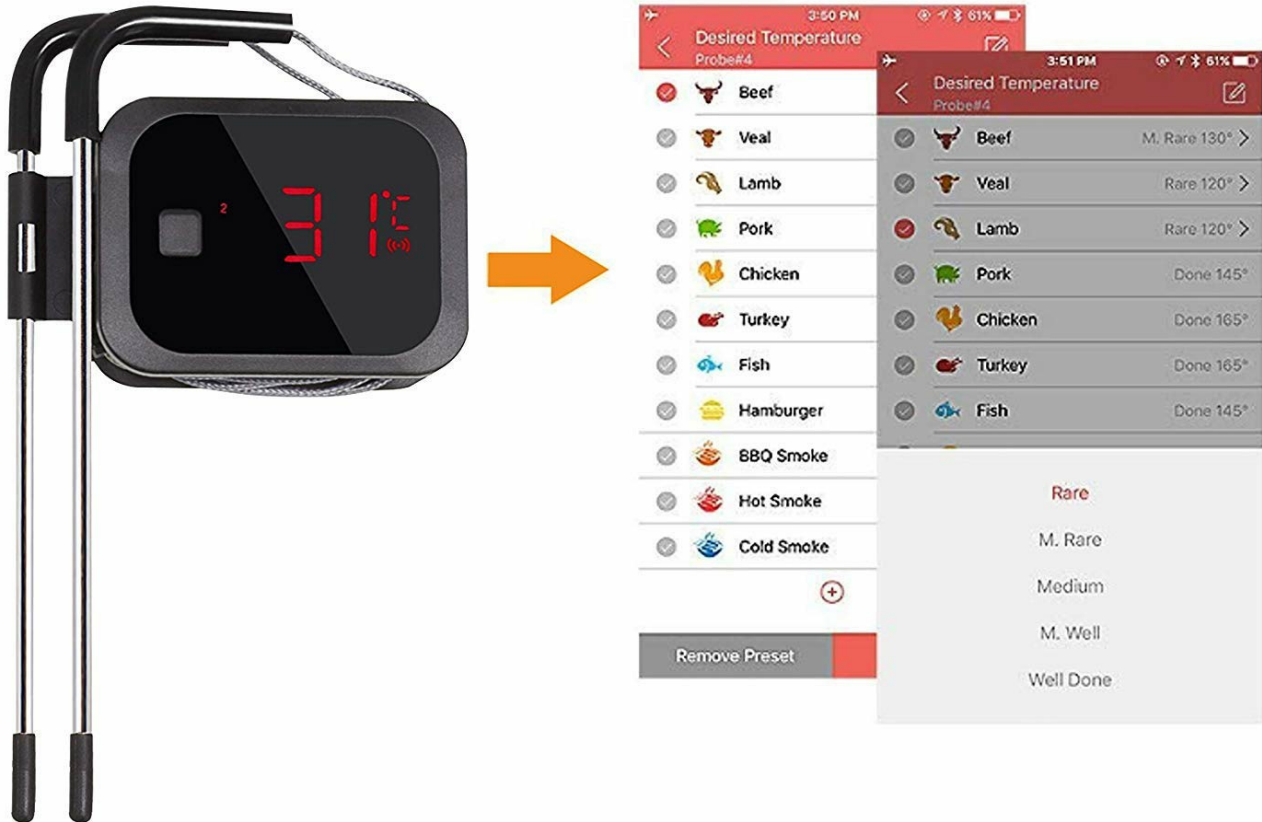 2
31°C
3:50 PM
61%
Desired Temperature
Probe#4
Beef
Veal
Lamb
Pork
Chicken
Turkey
Fish
Hamburger
BBQ Smoke
Hot Smoke
Cold Smoke
Remove Preset
3:51 PM
61%
Desired Temperature
Probe#4
Beef M. Rare 130°
Veal Rare 120°
Lamb Rare 120°
Pork Done 145°
Chicken Done 165°
Turkey Done 165°
Fish Done 145°
Rare
M. Rare
Medium
M. Well
Well Done